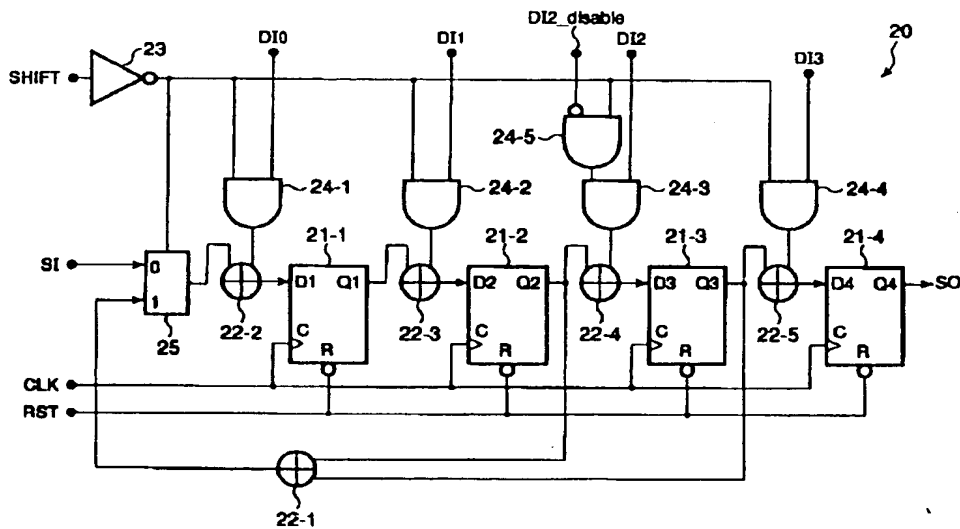 DI2_disable
20
23
DI0
DI1
DI2
DI3
SHIFT
24-5
24-1
24-2
24-3
24-4
21-1
21-2
21-3
21-4
SI
0
1
25
22-2
D1
Q1
C
R
22-3
D2
Q2
C
R
22-4
D3
Q3
C
R
22-5
D4
Q4
C
R
SO
CLK
RST
22-1